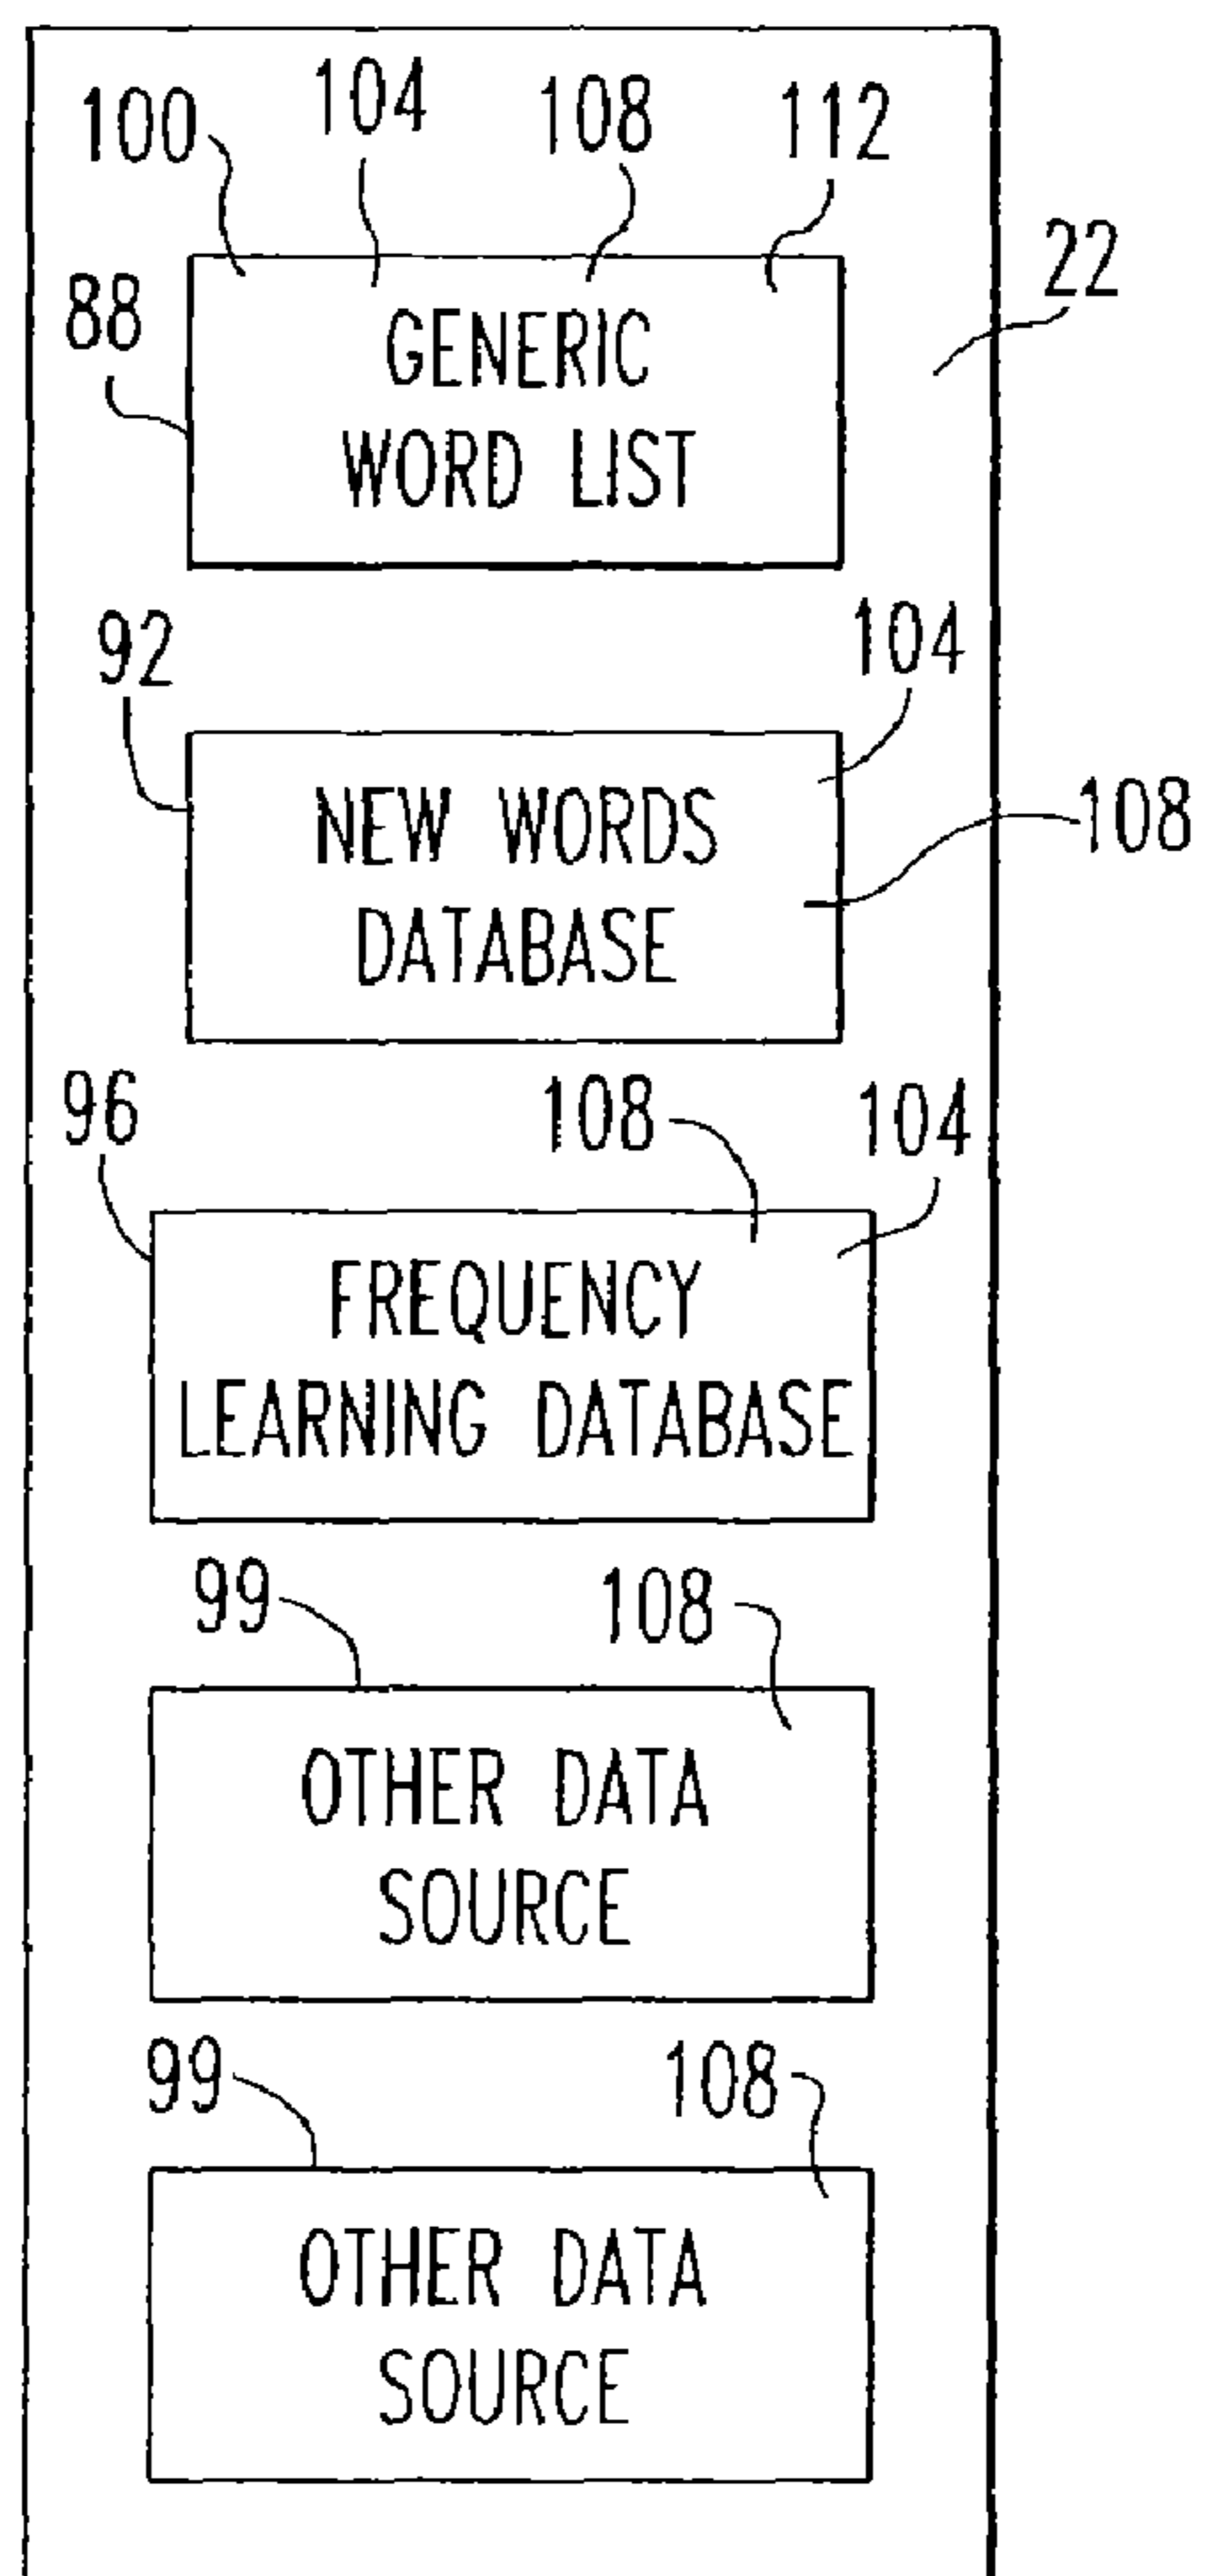 100 104 108 112
22
88
GENERIC
WORD LIST
92 104
NEW WORDS
108
DATABASE
96 108 104
FREQUENCY
LEARNING DATABASE
99 108
OTHER DATA
SOURCE
99 108
OTHER DATA
SOURCE